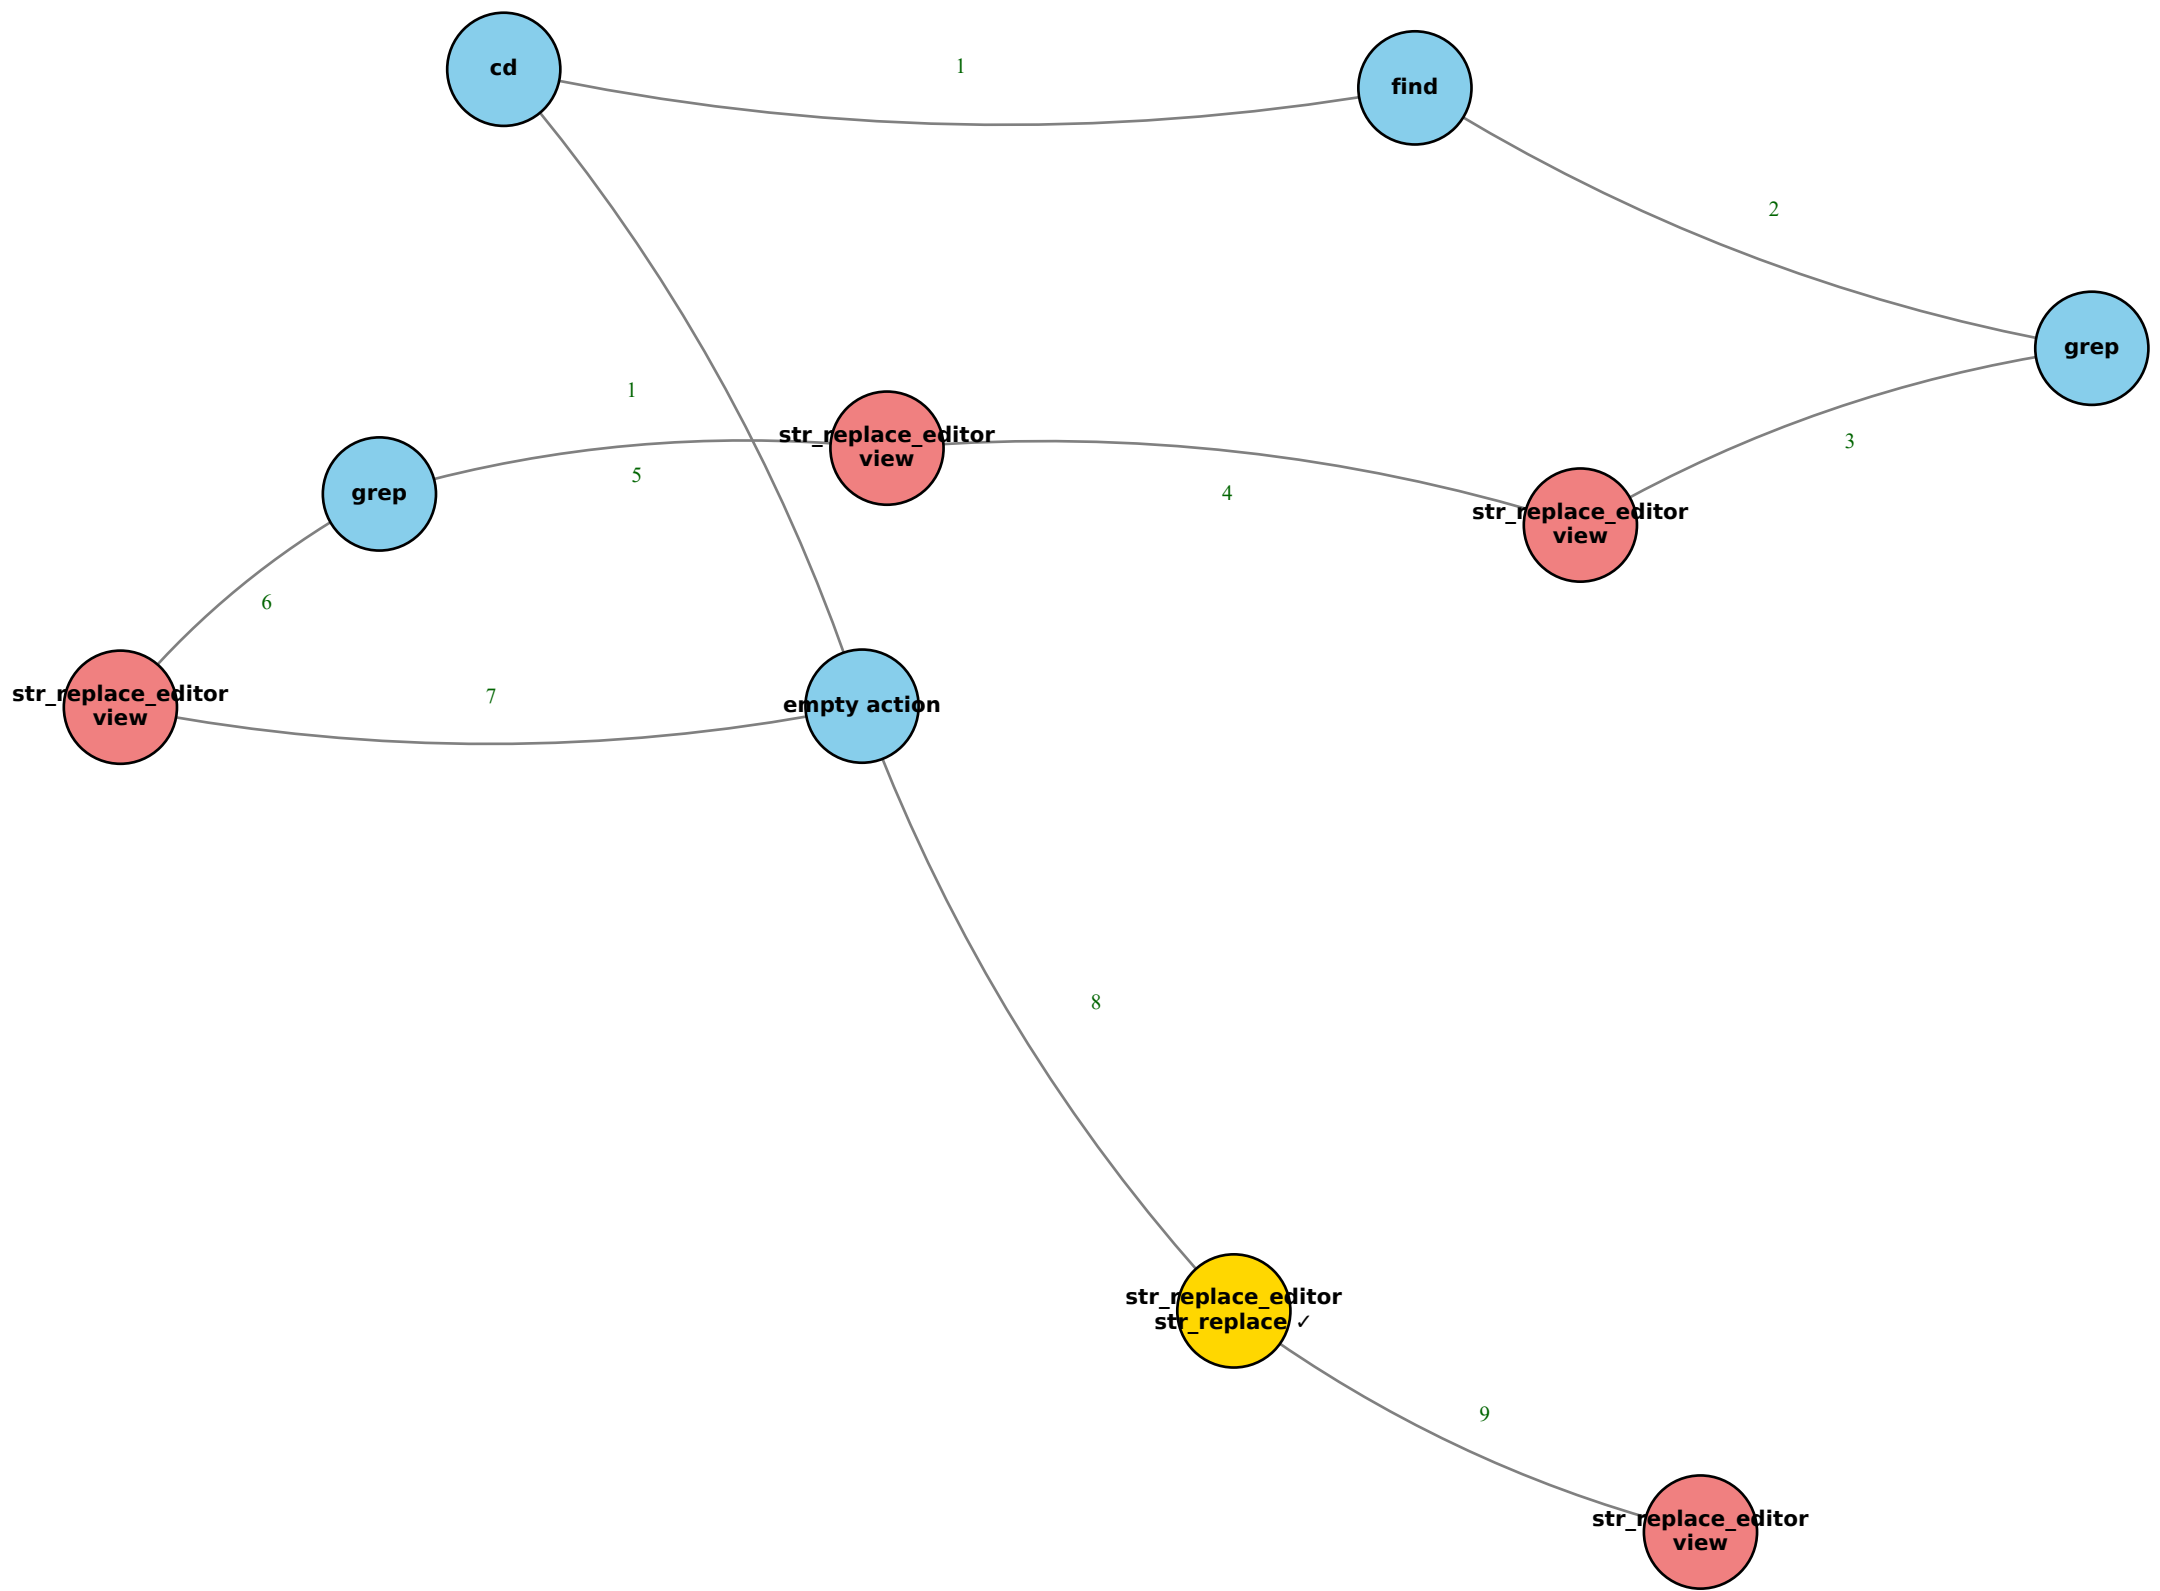 cd
1
find
2
grep
1
str_replace_editor
view
3
grep
5
4
str_replace_editor
view
6
str_replace_editor
view
7
empty action
8
str_replace_editor
str_replace ✓
9
str_replace_editor
view